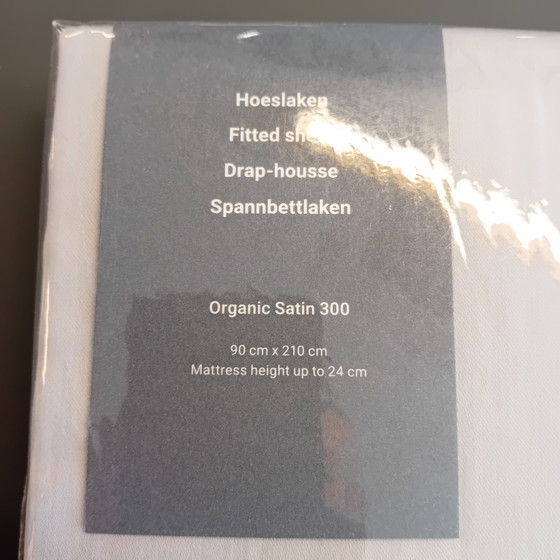 Hoeslaken
Fitted
Drap-housse
Spannbettlaken
Organic Satin 300
90 cm x 210 cm
Mattress height up to 24 cm